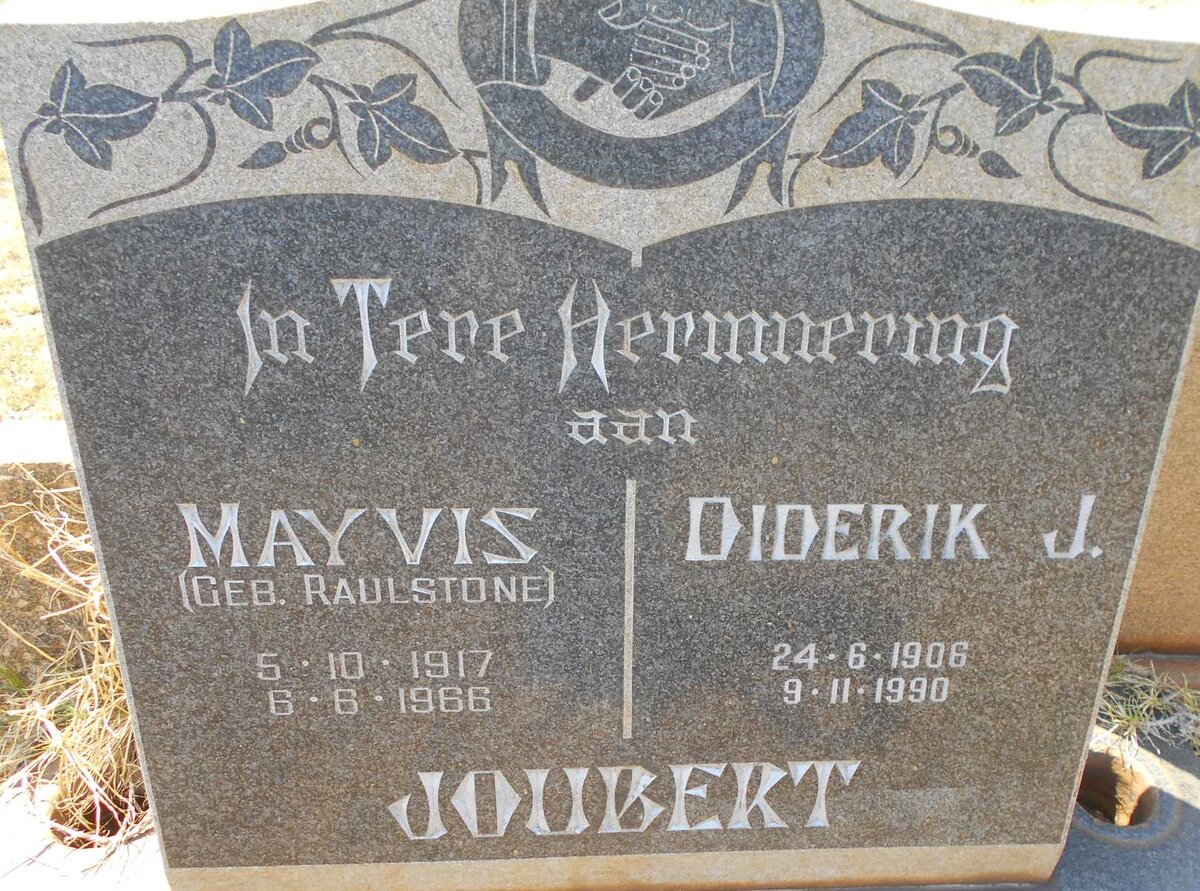 In Tere Herinnering
aan
MAYVIS
(GEB. RAULSTONE)
5·10·1917
6·6·1966
DIDERIK J.
24·6·1906
9·11·1990
JOUBERT